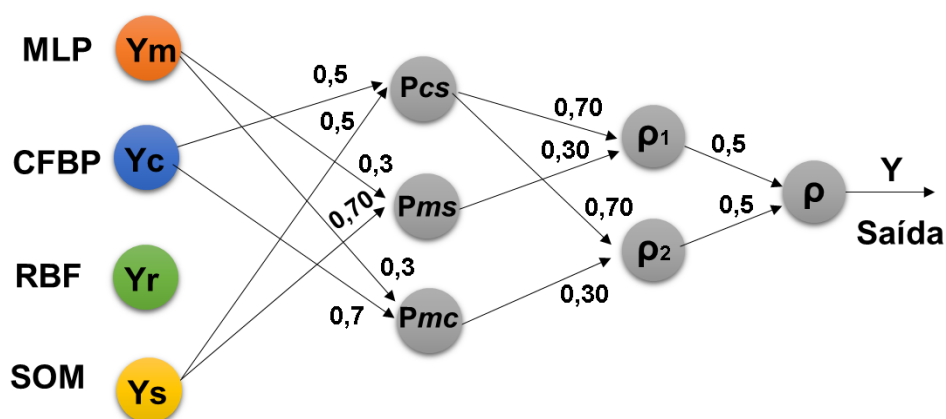 MLP
Ym
CFBP
Yc
RBF
Yr
SOM
Ys
0,5
0,5
0,3
0,70
0,3
0,7
Pcs
Pms
Pmc
0,70
0,30
0,70
0,30
ρ1
ρ2
0,5
0,5
ρ
Y
Saída